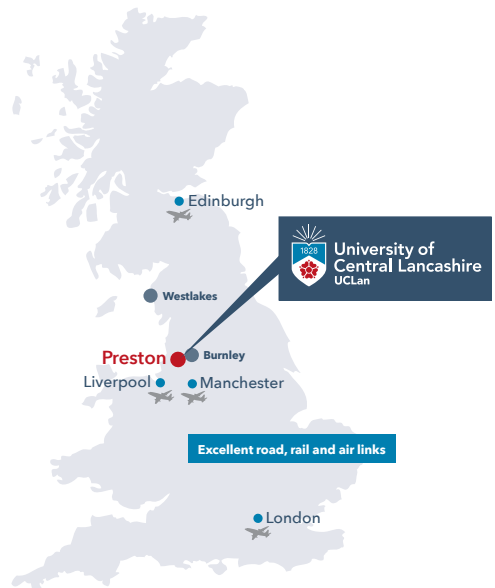 Edinburgh
1828
University of
Central Lancashire
UCLan
Westlakes
Preston
Burnley
Liverpool
Manchester
Excellent road, rail and air links
London